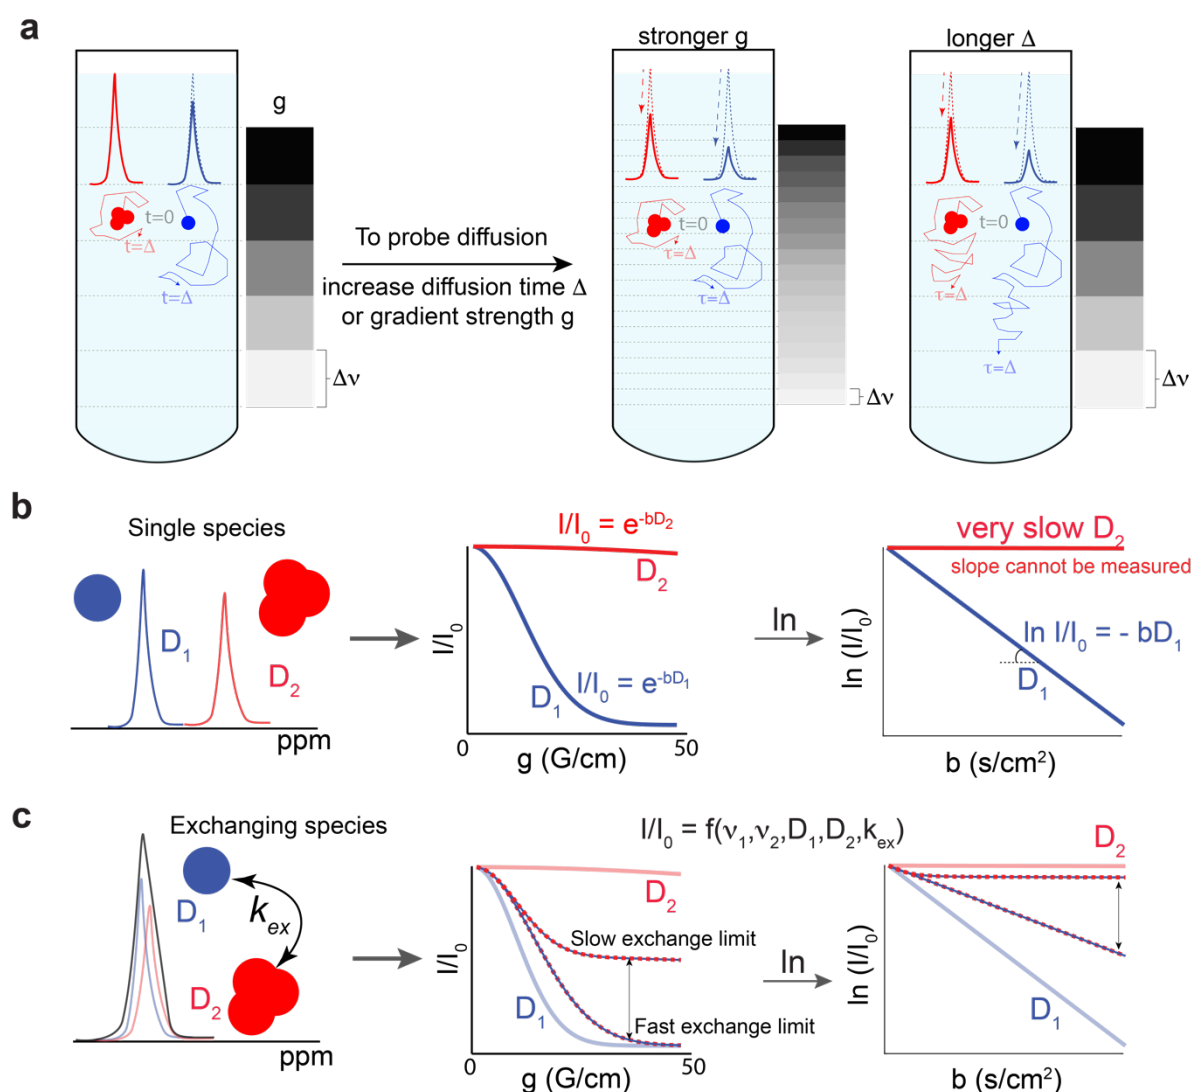 a
g
t=0
t=Δ
t=Δ
Δν
To probe diffusion
increase diffusion time Δ
or gradient strength g
stronger g
t=0
τ=Δ
τ=Δ
Δν
longer Δ
t=0
τ=Δ
τ=Δ
Δν
b
Single species
D₁
D₂
ppm
I/I₀ = e^-bD₂
D₂
I/I₀
I/I₀ = e^-bD₁
D₁
0
50
g (G/cm)
ln
very slow D₂
slope cannot be measured
ln (I/I₀)
ln I/I₀ = - bD₁
D₁
b (s/cm²)
c
Exchanging species
D₁
k_ex
D₂
ppm
I/I₀ = f(ν₁,ν₂,D₁,D₂,k_ex)
D₂
I/I₀
Slow exchange limit
D₁
Fast exchange limit
0
50
g (G/cm)
ln
D₂
ln (I/I₀)
D₁
b (s/cm²)